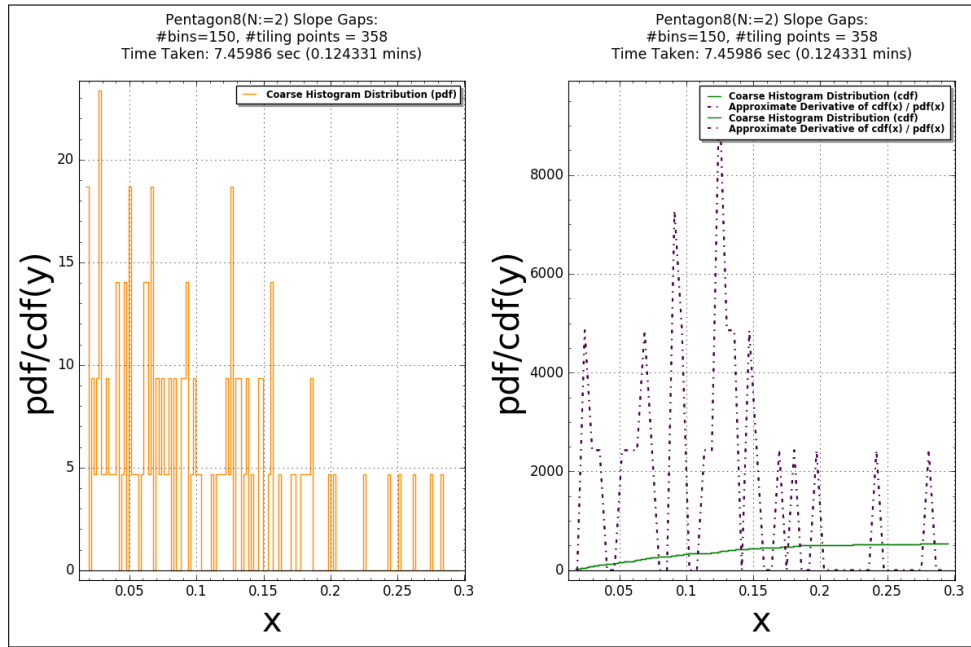 Pentagon8(N:=2) Slope Gaps:
#bins=150, #tiling points = 358
Time Taken: 7.45986 sec (0.124331 mins)
Coarse Histogram Distribution (pdf)
20
15
10
5
0
0.05
0.1
0.15
0.2
0.25
0.3
pdf/cdf(y)
x
Pentagon8(N:=2) Slope Gaps:
#bins=150, #tiling points = 358
Time Taken: 7.45986 sec (0.124331 mins)
Coarse Histogram Distribution (cdf)
Approximate Derivative of cdf(x) / pdf(x)
Coarse Histogram Distribution (cdf)
Approximate Derivative of cdf(x) / pdf(x)
8000
6000
4000
2000
0
0.05
0.1
0.15
0.2
0.25
0.3
pdf/cdf(y)
x